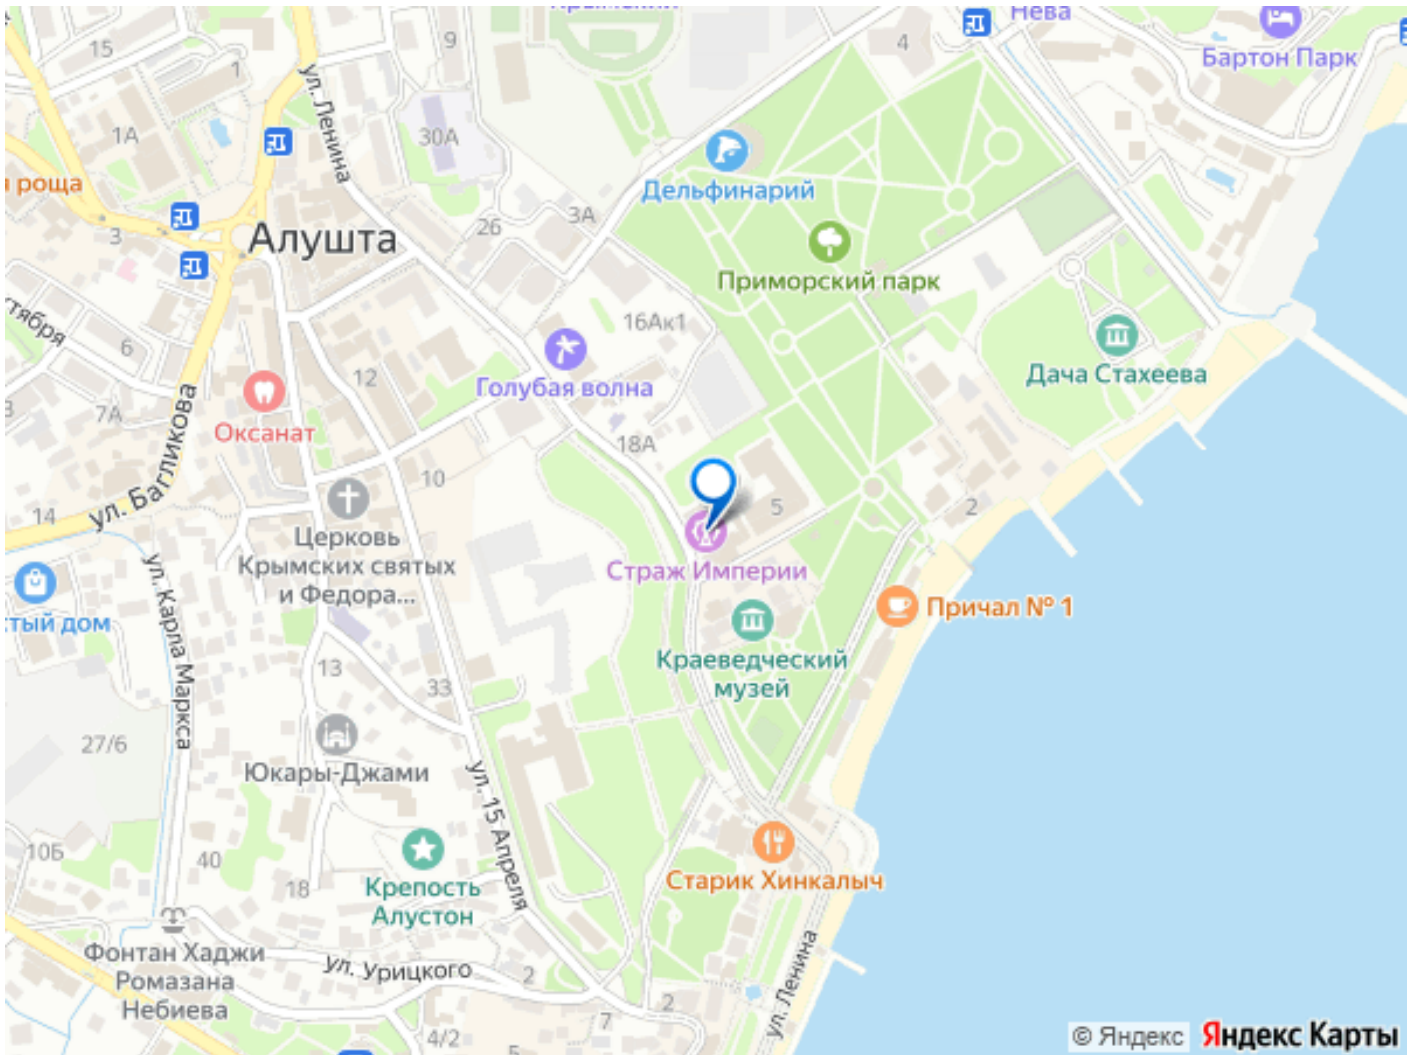 Крымский
Нева
Бартон Парк
15
9
4
1
ул. Ленина
1А
30А
роща
Дельфинарий
3
Алушта
26
3А
Приморский парк
16Ак1
6
12
Голубая волна
Дача Стахеева
7А
Оксанат
18А
ул. Багликова
10
14
5
2
Церковь
Крымских святых
и Федора...
Страж Империи
ул. Карла Маркса
Причал № 1
тый дом
Краеведческий
музей
13
33
27/6
Юкары-Джами
ул. 15 Апреля
10Б
40
18
Крепость
Алустон
Старик Хинкалыч
Фонтан Хаджи
Ромазана
Небиева
ул. Урицкого
2
2
7
4/2
ул. Ленина
© Яндекс Яндекс Карты